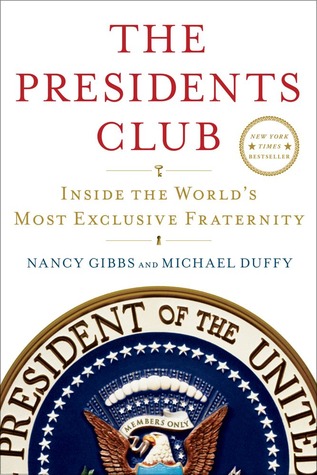 THE
PRESIDENTS
CLUB
NEW YORK
TIMES
BESTSELLER
INSIDE THE WORLD'S
MOST EXCLUSIVE FRATERNITY
NANCY GIBBS AND MICHAEL DUFFY
PRESIDENT OF THE UNITED
MEMBERS ONLY